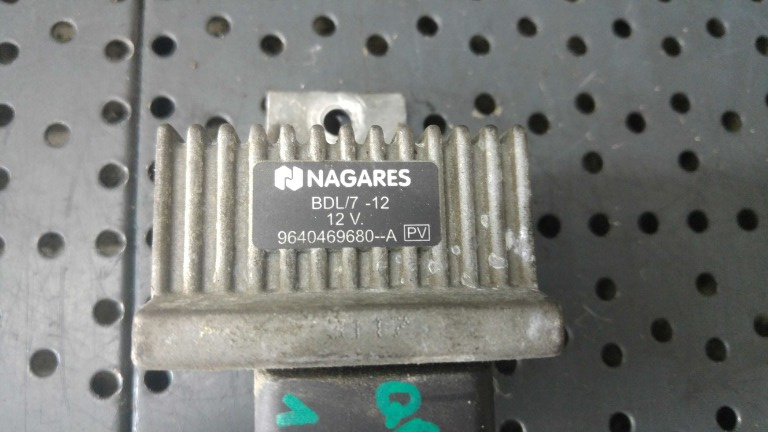 NAGARES
BDL/7 -12
12 V.
9640469680--A PV